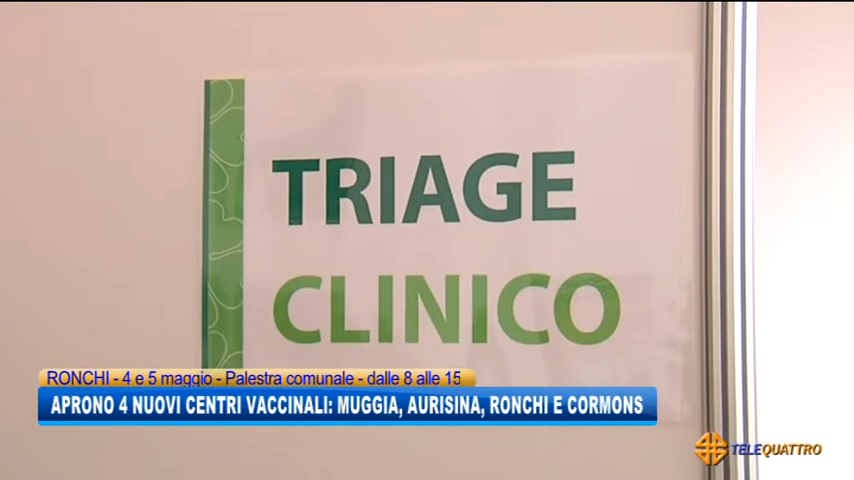 TRIAGE
CLINICO
RONCHI - 4 e 5 maggio - Palestra comunale - dalle 8 alle 15
APRONO 4 NUOVI CENTRI VACCINALI: MUGGIA, AURISINA, RONCHI E CORMONS
TELEQUATTRO